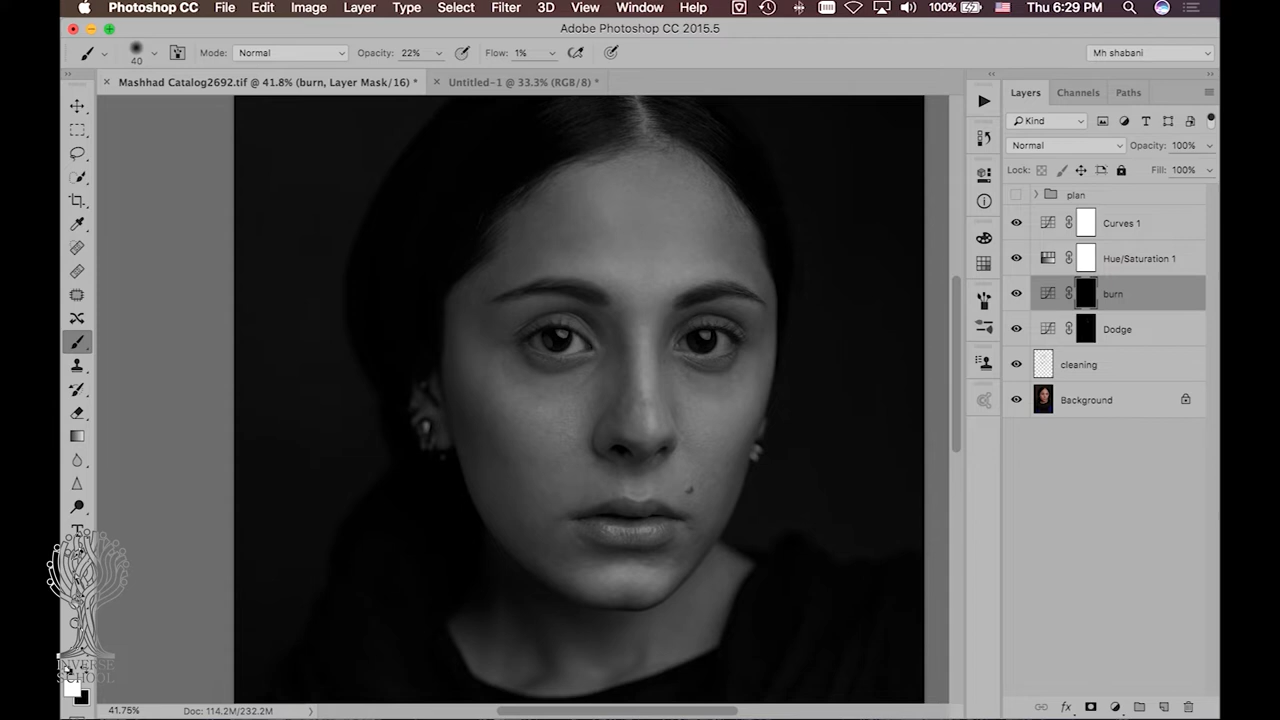 Photoshop CC File Edit Image Layer Type Select Filter 3D View Window Help 100% Thu 6:29 PM
Adobe Photoshop CC 2015.5
40 Mode: Normal Opacity: 22% Flow: 1% Mh shabani
Mashhad Catalog2692.tif @ 41.8% (burn, Layer Mask/16) * Untitled-1 @ 33.3% (RGB/8) *
Layers Channels Paths
Kind
Normal Opacity: 100%
Lock: Fill: 100%
plan
Curves 1
Hue/Saturation 1
burn
Dodge
cleaning
Background
INVERSE
SCHOOL
41.75% Doc: 114.2M/232.2M